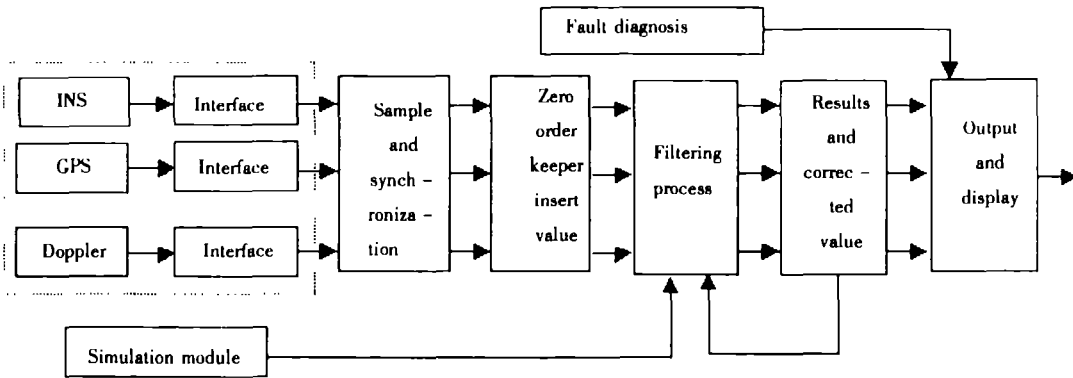 Fault diagnosis
INS
Interface
GPS
Interface
Doppler
Interface
Sample
and
synch -
roniza -
tion
Zero
order
keeper
insert
value
Filtering
process
Results
and
correc -
ted
value
Output
and
display
Simulation module